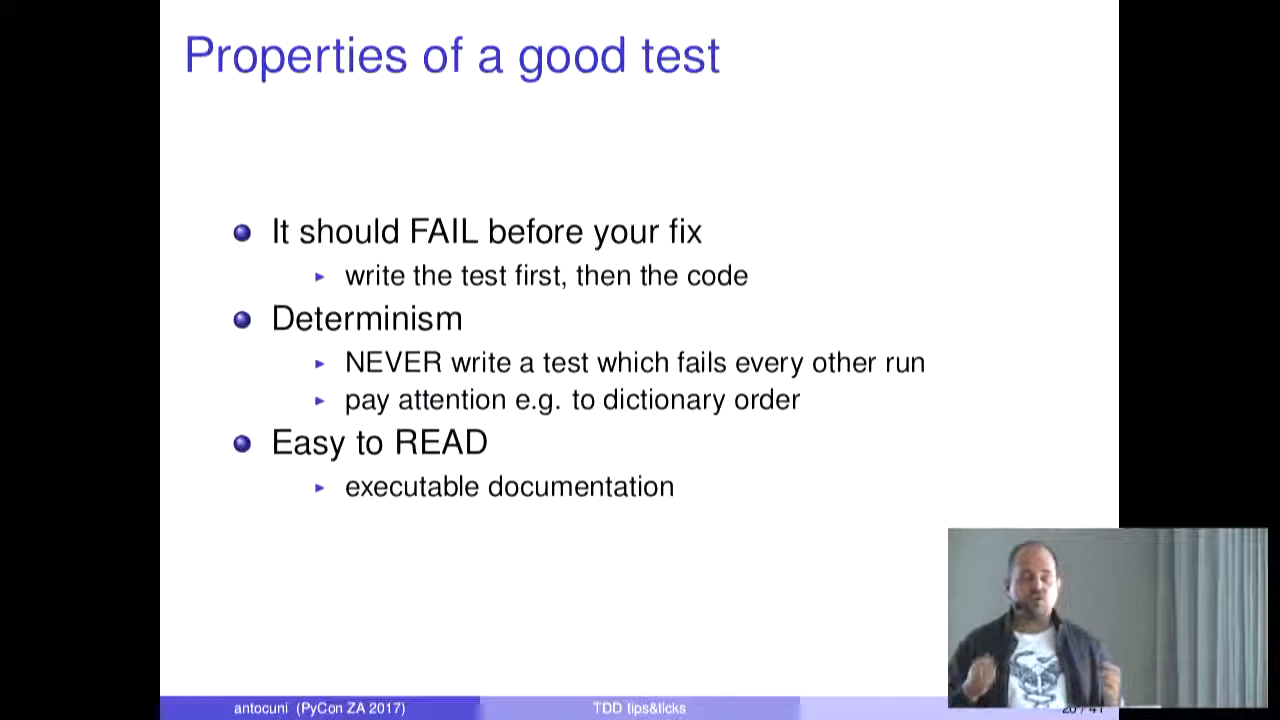 Properties of a good test
It should FAIL before your fix
write the test first, then the code
Determinism
NEVER write a test which fails every other run
pay attention e.g. to dictionary order
Easy to READ
executable documentation
antocuni (PyCon ZA 2017)
TDD tips&ticks
20 / 41